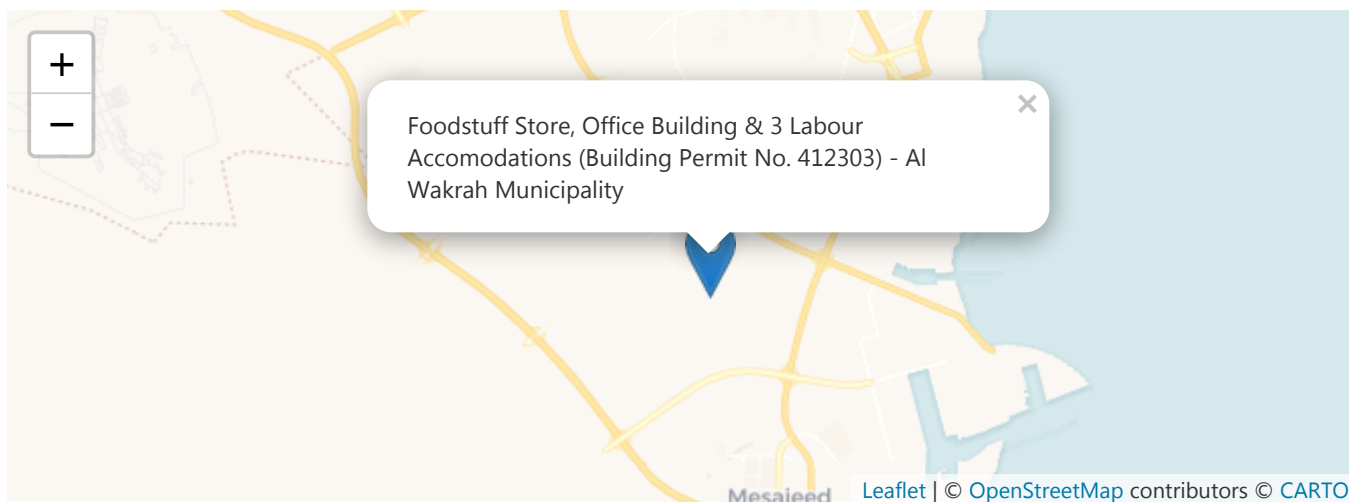 +
−
Foodstuff Store, Office Building & 3 Labour
Accomodations (Building Permit No. 412303) - Al
Wakrah Municipality
×
Mesaieed
Leaflet | © OpenStreetMap contributors © CARTO